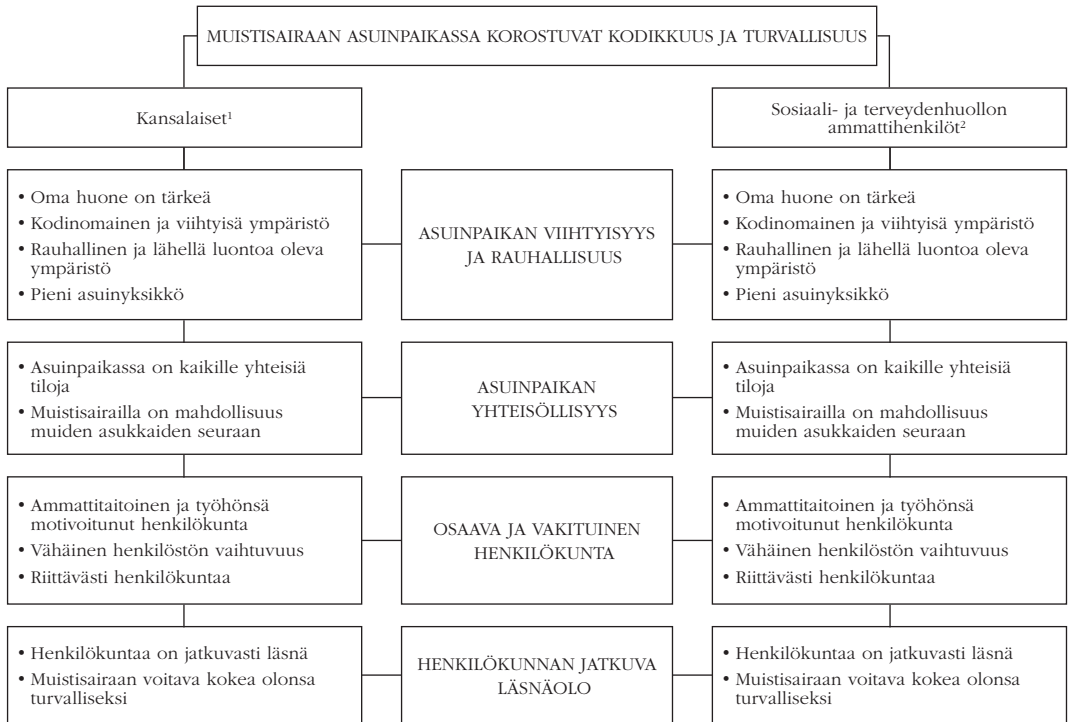 MUISTISAIRAAN ASUINPAIKASSA KOROSTUVAT KODIKKUUS JA TURVALLISUUS
Kansalaiset¹
Sosiaali- ja terveydenhuollon
ammattihenkilöt²
• Oma huone on tärkeä
• Kodinomainen ja viihtyisä ympäristö
• Rauhallinen ja lähellä luontoa oleva
ympäristö
• Pieni asuinyksikkö
ASUINPAIKAN VIIHTYISYYS
JA RAUHALLISUUS
• Oma huone on tärkeä
• Kodinomainen ja viihtyisä ympäristö
• Rauhallinen ja lähellä luontoa oleva
ympäristö
• Pieni asuinyksikkö
• Asuinpaikassa on kaikille yhteisiä
tiloja
• Muistisairailla on mahdollisuus
muiden asukkaiden seuraan
ASUINPAIKAN
YHTEISÖLLISYYS
• Asuinpaikassa on kaikille yhteisiä
tiloja
• Muistisairailla on mahdollisuus
muiden asukkaiden seuraan
• Ammattitaitoinen ja työhönsä
motivoitunut henkilökunta
• Vähäinen henkilöstön vaihtuvuus
• Riittävästi henkilökuntaa
OSAAVA JA VAKITUINEN
HENKILÖKUNTA
• Ammattitaitoinen ja työhönsä
motivoitunut henkilökunta
• Vähäinen henkilöstön vaihtuvuus
• Riittävästi henkilökuntaa
• Henkilökuntaa on jatkuvasti läsnä
• Muistisairaan voitava kokea olonsa
turvalliseksi
HENKILÖKUNNAN JATKUVA
LÄSNÄOLO
• Henkilökuntaa on jatkuvasti läsnä
• Muistisairaan voitava kokea olonsa
turvalliseksi